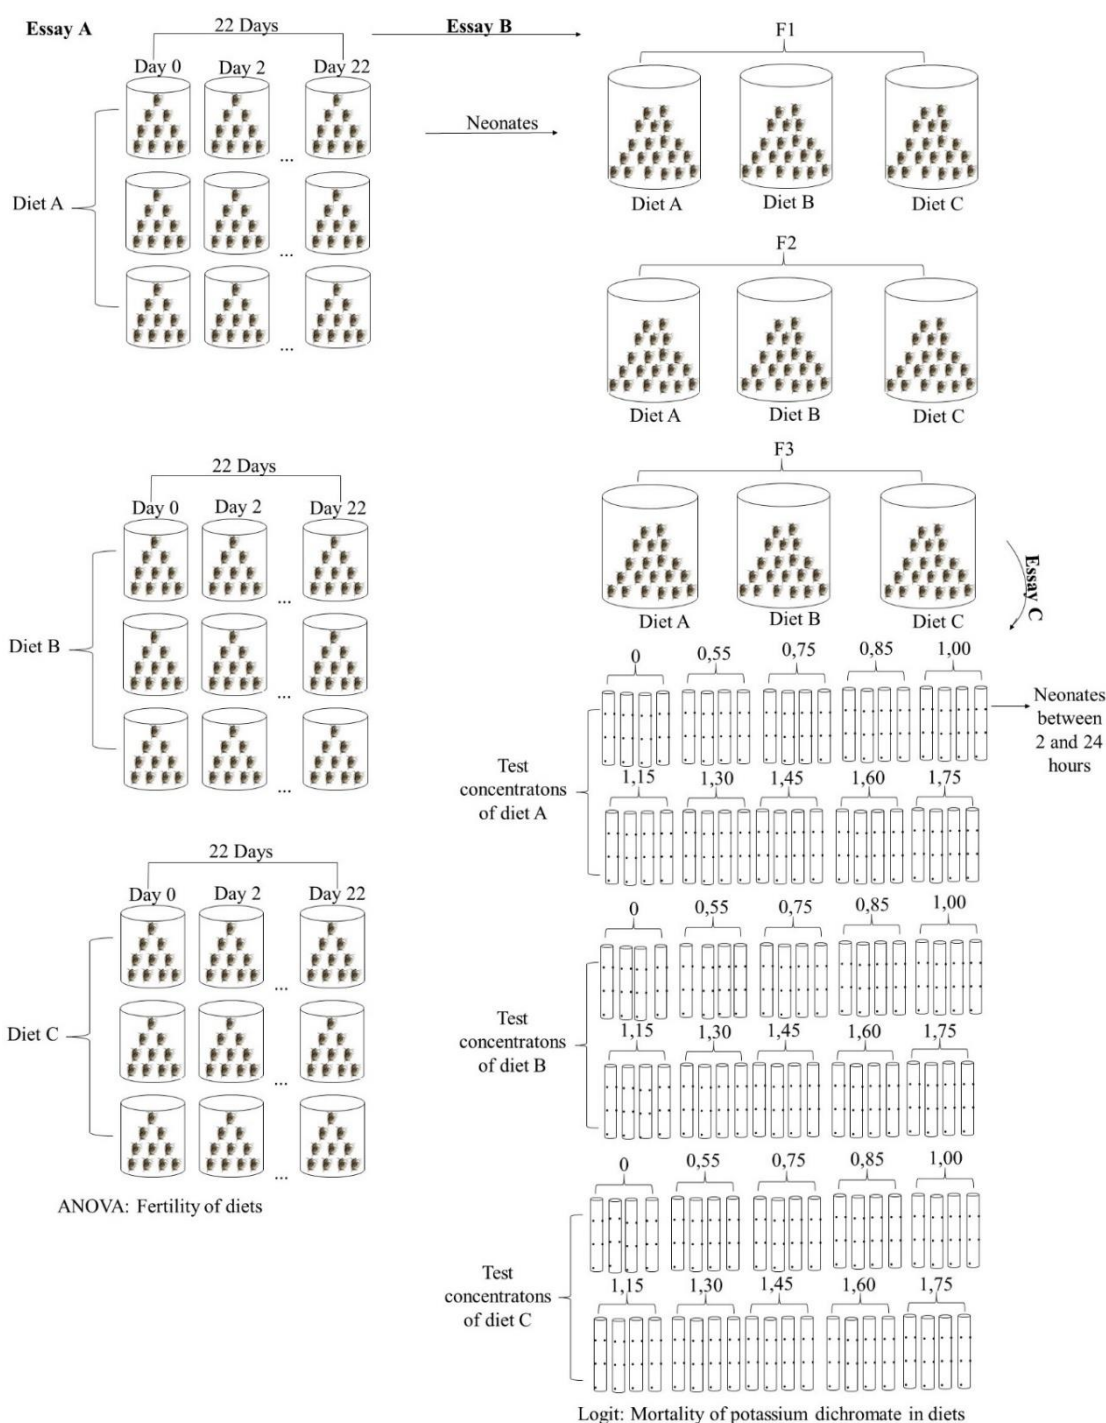 Essay A
22 Days
Day 0 Day 2 Day 22
Diet A
...
...
...
22 Days
Day 0 Day 2 Day 22
Diet B
...
...
...
22 Days
Day 0 Day 2 Day 22
Diet C
...
...
...
ANOVA: Fertility of diets
Essay B
Neonates
F1
Diet A Diet B Diet C
F2
Diet A Diet B Diet C
F3
Diet A Diet B Diet C
Essay C
0 0,55 0,75 0,85 1,00
Neonates
between
2 and 24
hours
Test
concentratons
of diet A
1,15 1,30 1,45 1,60 1,75
0 0,55 0,75 0,85 1,00
Test
concentratons
of diet B
1,15 1,30 1,45 1,60 1,75
0 0,55 0,75 0,85 1,00
Test
concentratons
of diet C
1,15 1,30 1,45 1,60 1,75
Logit: Mortality of potassium dichromate in diets